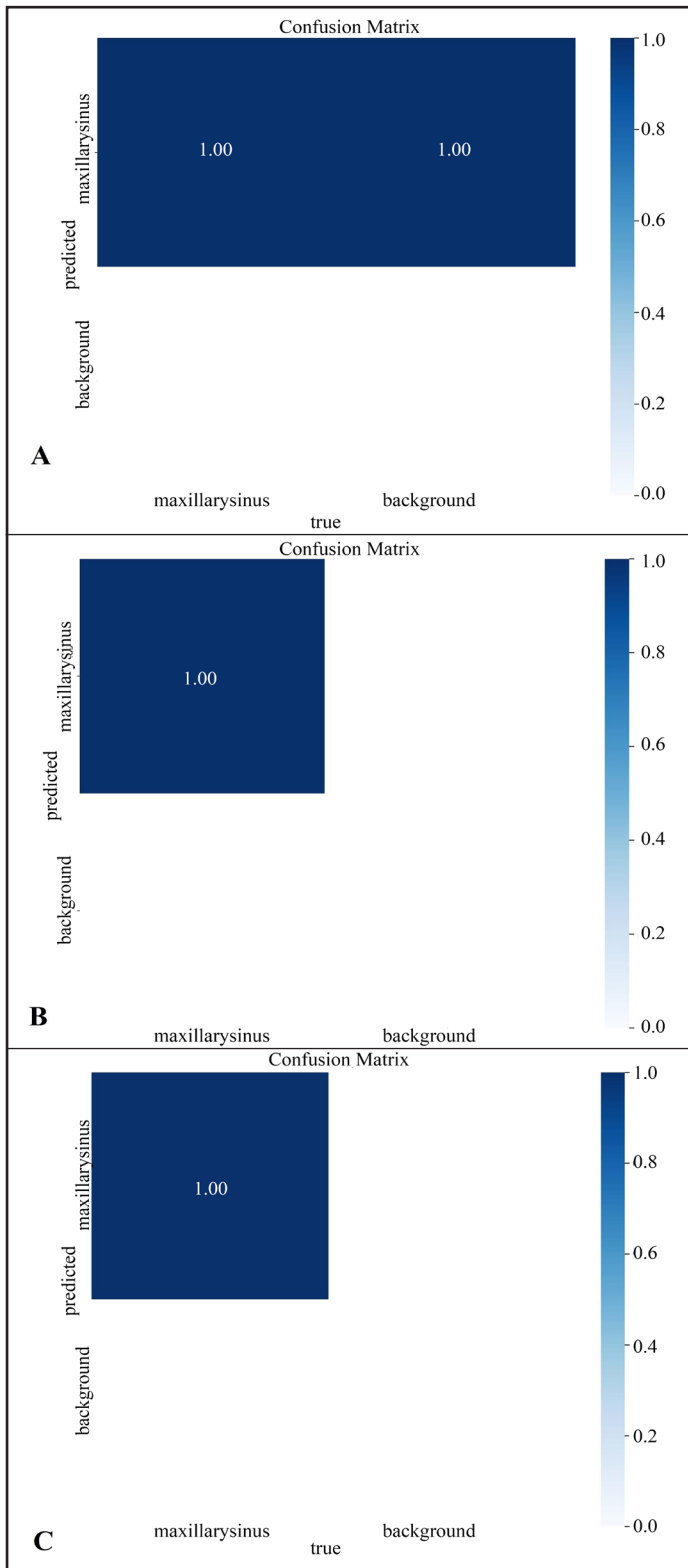 Confusion Matrix
maxillarysinus
predicted
background
1.00
1.00
1.0
0.8
0.6
0.4
0.2
0.0
A
maxillarysinus
background
true
Confusion Matrix
maxillarysinus
predicted
background
1.00
1.0
0.8
0.6
0.4
0.2
0.0
B
maxillarysinus
background
Confusion Matrix
maxillarysinus
predicted
background
1.00
1.0
0.8
0.6
0.4
0.2
0.0
C
maxillarysinus
background
true